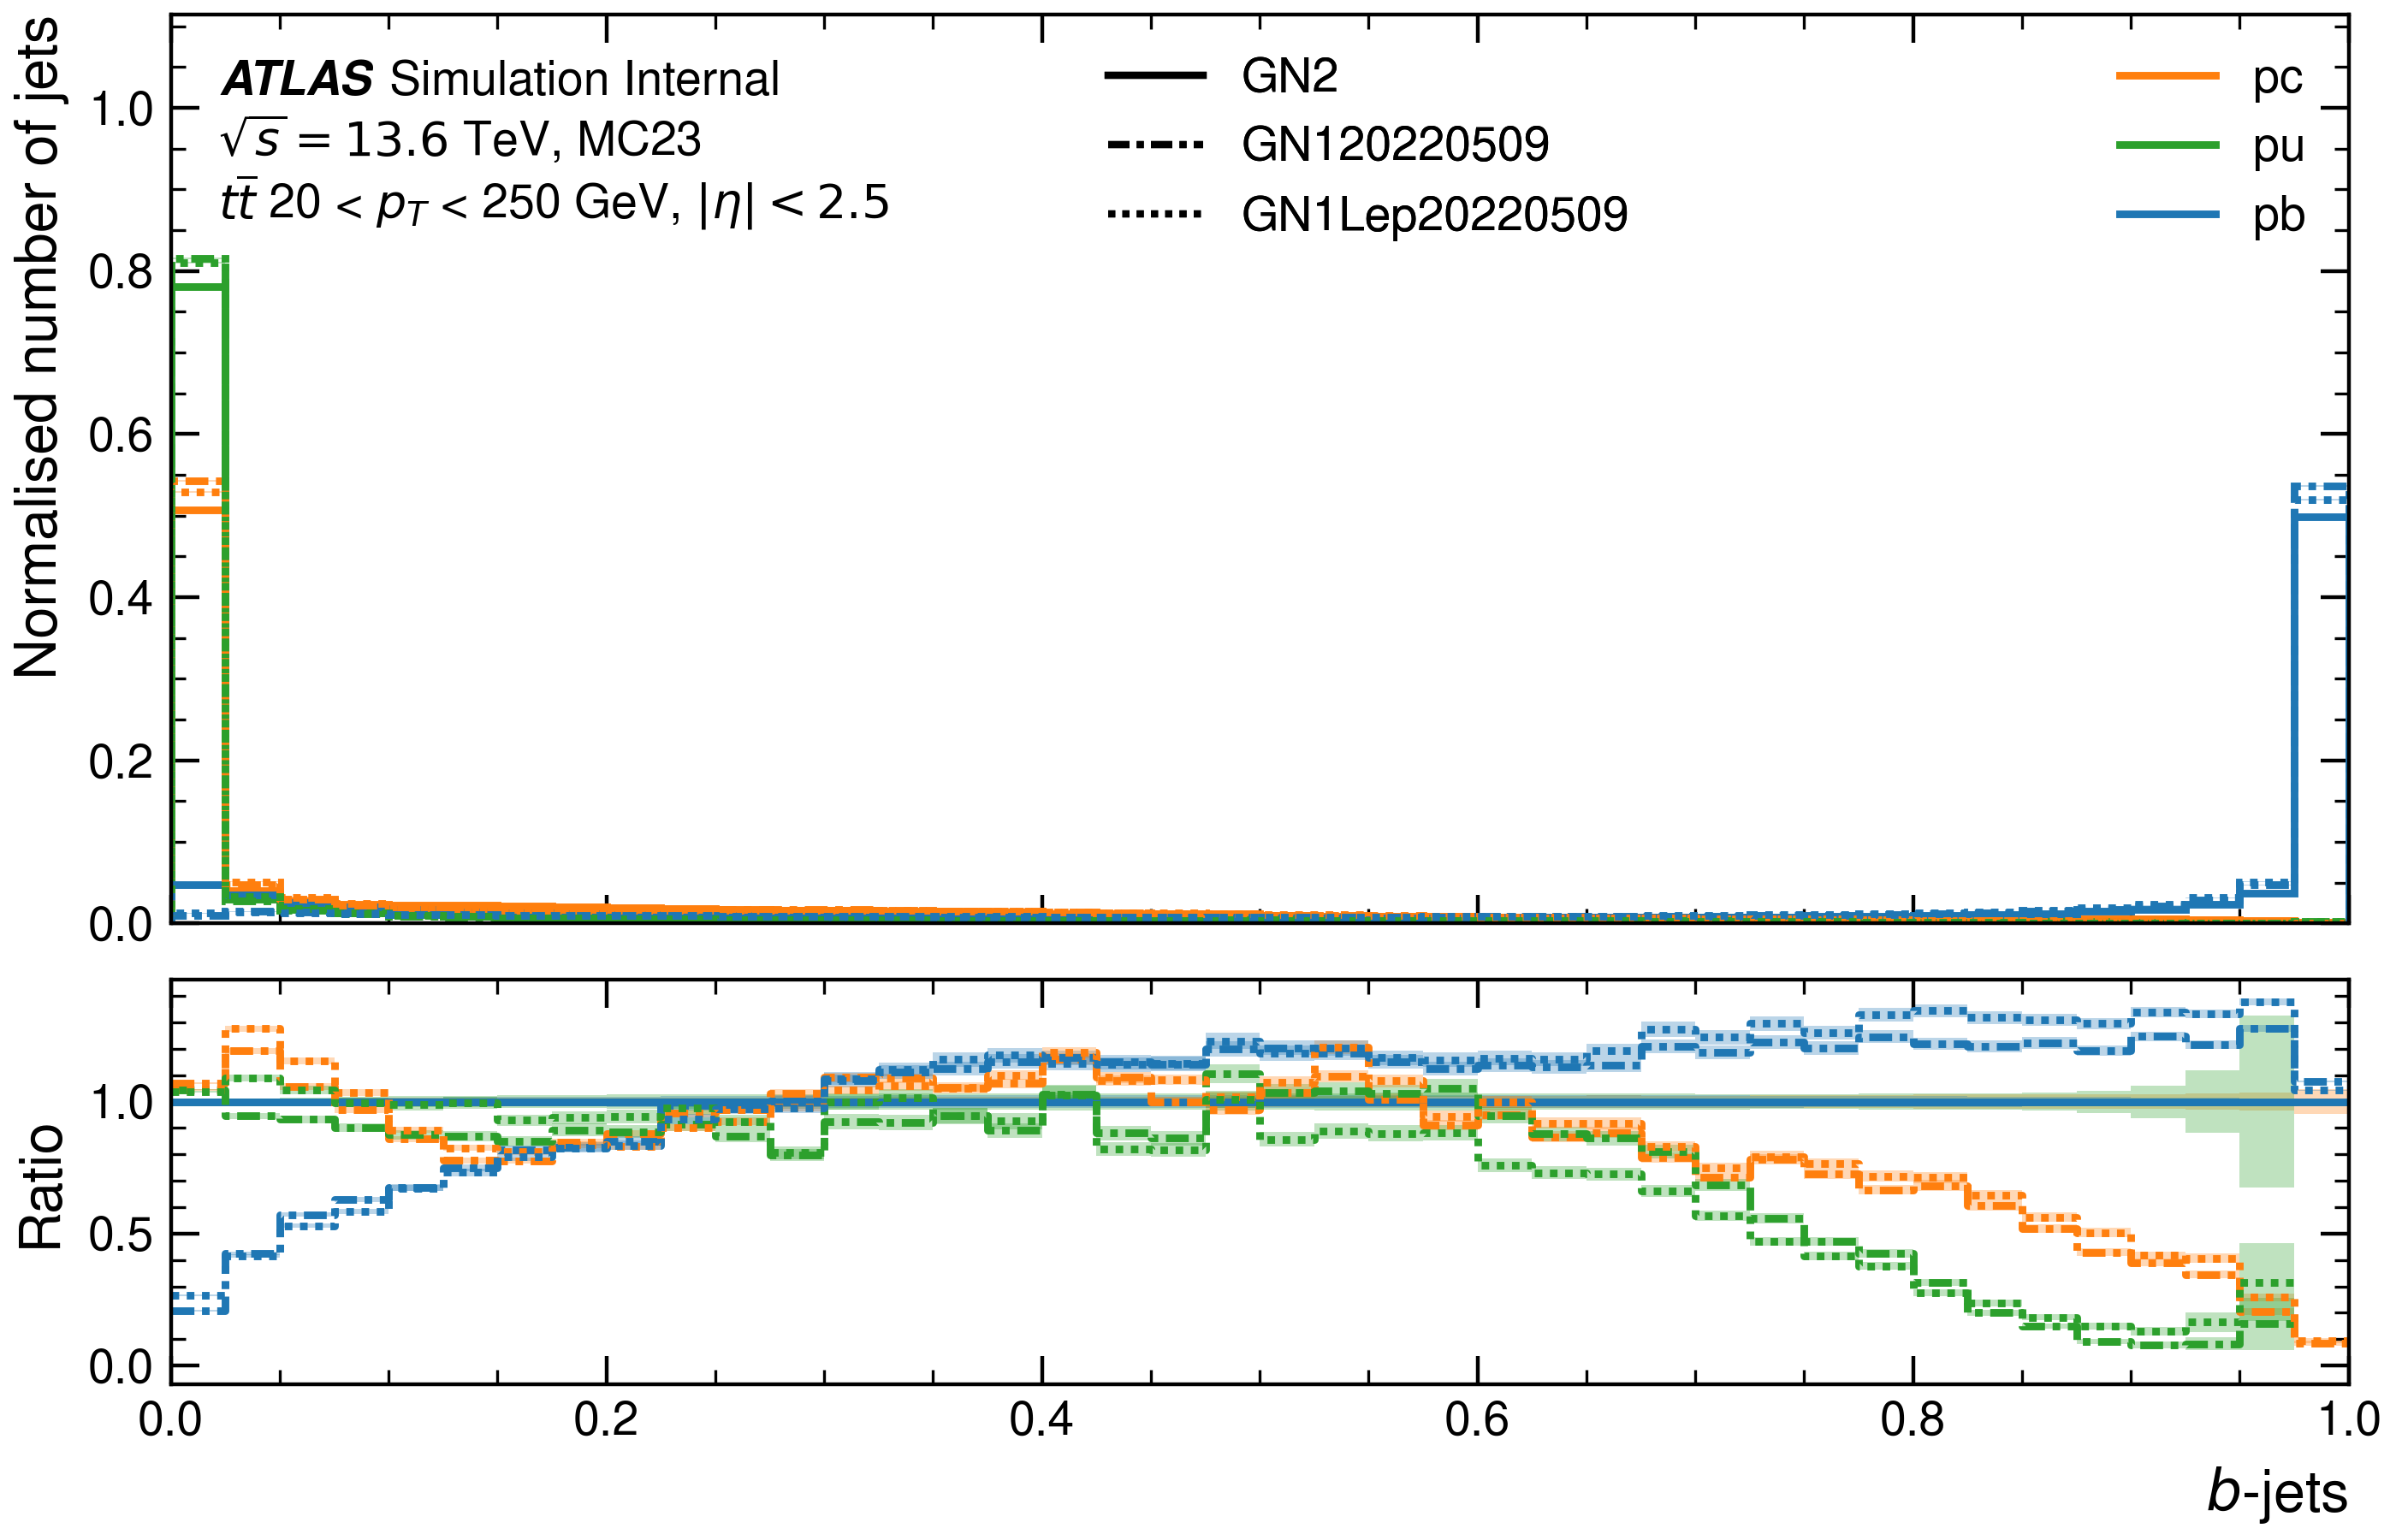 Normalised number of jets
1.0
0.8
0.6
0.4
0.2
0.0
ATLAS Simulation Internal
√s = 13.6 TeV, MC23
tt̄ 20 < pT < 250 GeV, |η| < 2.5
GN2
GN120220509
GN1Lep20220509
pc
pu
pb
Ratio
1.0
0.5
0.0
0.0 0.2 0.4 0.6 0.8 1.0
b-jets